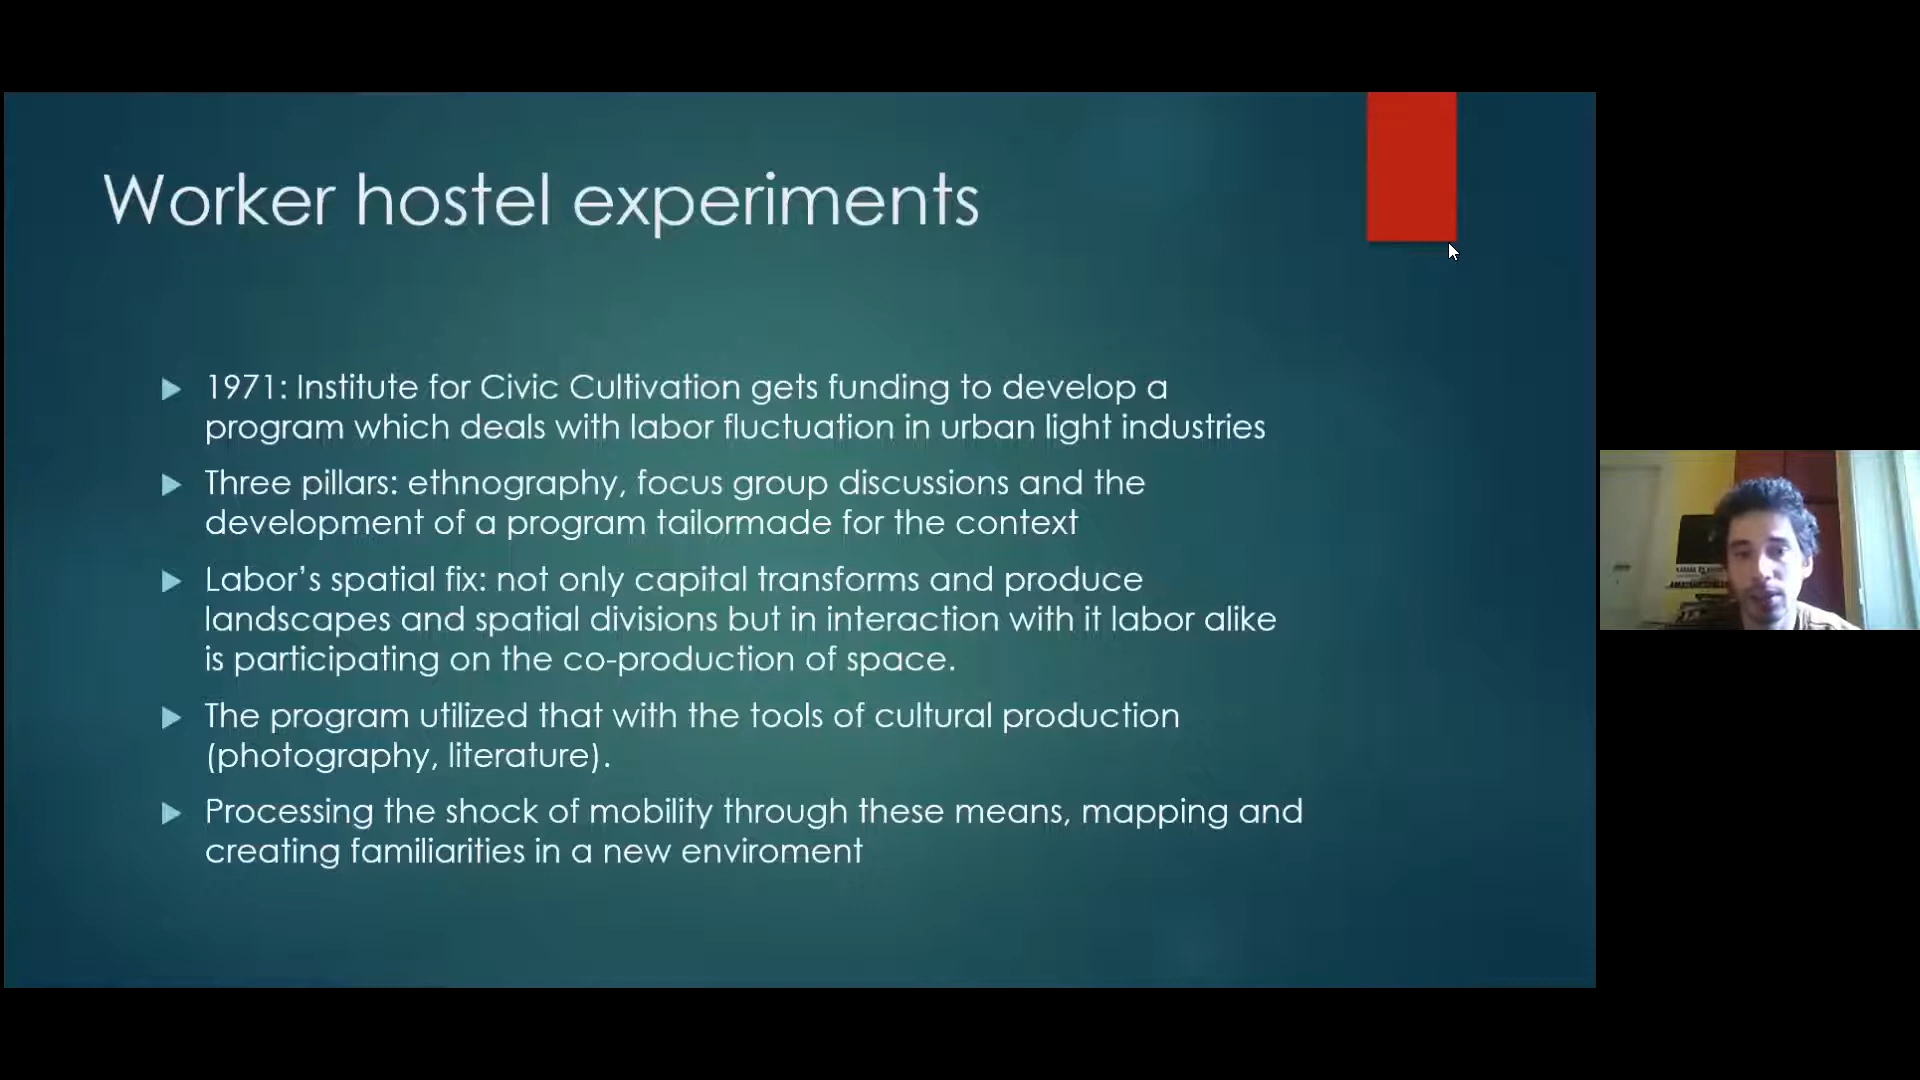 Worker hostel experiments
1971: Institute for Civic Cultivation gets funding to develop a
program which deals with labor fluctuation in urban light industries
Three pillars: ethnography, focus group discussions and the
development of a program tailormade for the context
Labor’s spatial fix: not only capital transforms and produce
landscapes and spatial divisions but in interaction with it labor alike
is participating on the co-production of space.
The program utilized that with the tools of cultural production
(photography, literature).
Processing the shock of mobility through these means, mapping and
creating familiarities in a new enviroment